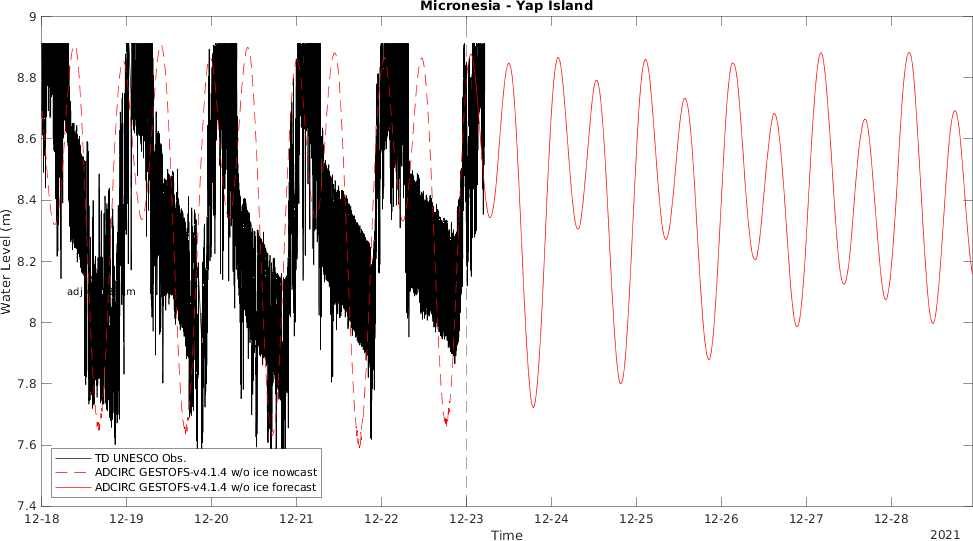 Micronesia - Yap Island
9
8.8
8.6
8.4
8.2
8
7.8
7.6
7.4
Water Level (m)
TD UNESCO Obs.
ADCIRC GESTOFS-v4.1.4 w/o ice nowcast
ADCIRC GESTOFS-v4.1.4 w/o ice forecast
12-18 12-19 12-20 12-21 12-22 12-23 12-24 12-25 12-26 12-27 12-28
Time
2021